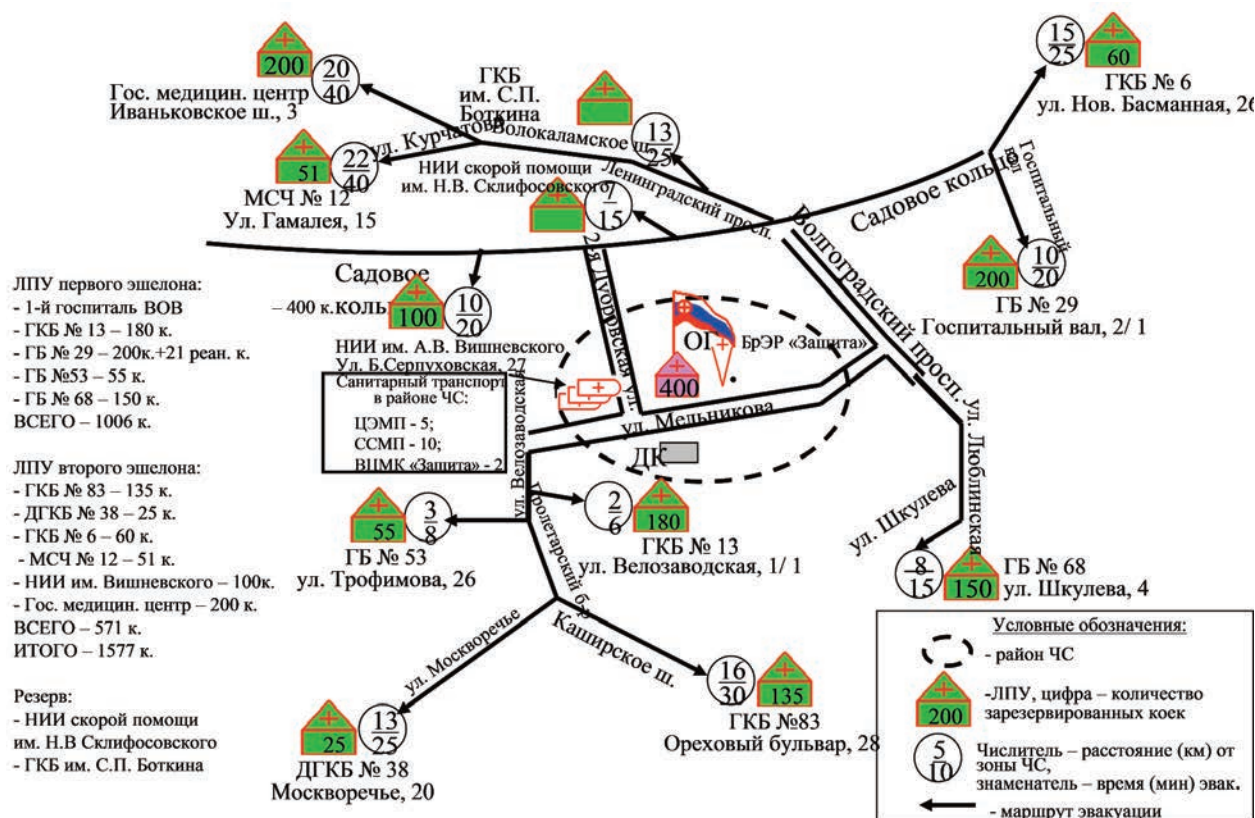 200
20
40
Гос. медицин. центр
Иваньковское ш., 3
ул. Курчатова
51
22
40
МСЧ № 12
Ул. Гамалея, 15
ГКБ
им. С.П.
Боткина
Волокаламское ш.
13
25
НИИ скорой помощи
им. Н.В. Склифосовского
7
15
Ленинградский просп.
15
25
60
ГКБ № 6
ул. Нов. Басманная, 26
Садовое кольцо
Госпитальный
вал
200
10
20
ГБ № 29
Госпитальный вал, 2/ 1
Волгоградский просп.
Садовое
коль
100
10
20
НИИ им. А.В. Вишневского
Ул. Б.Серпуховская, 27
Санитарный транспорт
в районе ЧС:
ЦЭМП - 5;
ССМП - 10;
ВЦМК «Защита» - 2
2-я Дубровская ул.
ОГ
БрЭР «Защита»
400
ул. Мельникова
ДК
ул. Велозаводская
ул. Люблинская
ул. Шкулева
8
15
150
ГБ № 68
ул. Шкулева, 4
55
3
8
ГБ № 53
ул. Трофимова, 26
2
6
180
ГКБ № 13
ул. Велозаводская, 1/ 1
Пролетарский б-р
ул. Москворечье
Каширское ш.
25
13
25
ДГКБ № 38
Москворечье, 20
16
30
135
ГКБ №83
Ореховый бульвар, 28
ЛПУ первого эшелона:
- 1-й госпиталь ВОВ – 400 к.
- ГКБ № 13 – 180 к.
- ГБ № 29 – 200к.+21 реан. к.
- ГБ №53 – 55 к.
- ГБ № 68 – 150 к.
ВСЕГО – 1006 к.
ЛПУ второго эшелона:
- ГКБ № 83 – 135 к.
- ДГКБ № 38 – 25 к.
- ГКБ № 6 – 60 к.
- МСЧ № 12 – 51 к.
- НИИ им. Вишневского – 100к.
- Гос. медицин. центр – 200 к.
ВСЕГО – 571 к.
ИТОГО – 1577 к.
Резерв:
- НИИ скорой помощи
им. Н.В Склифосовского
- ГКБ им. С.П. Боткина
Условные обозначения:
- район ЧС
200
-ЛПУ, цифра – количество
зарезервированных коек
5
10
Числитель – расстояние (км) от
зоны ЧС,
знаменатель – время (мин) эвак.
- маршрут эвакуации